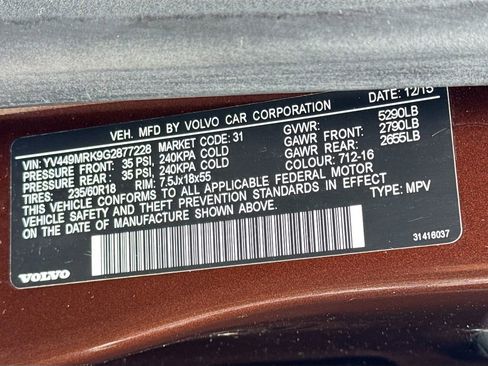 VEH. MFD BY VOLVO CAR CORPORATION DATE: 12/15
VIN: YV449MRK9G2877228 MARKET: 31 GVWR: 5290LB
PRESSURE FRONT: 35 PSI, 240KPA COLD GAWR FRONT: 2790LB
PRESSURE REAR: 35 PSI, 240KPA COLD GAWR REAR: 2655LB
TIRES: 235/60R18 RIM: 7.5Jx18x55 COLOUR: 712-16
THIS VEHICLE CONFORMS TO ALL APPLICABLE FEDERAL MOTOR
VEHICLE SAFETY AND THEFT PREVENTION STANDARDS IN EFFECT
ON THE DATE OF MANUFACTURE SHOWN ABOVE. TYPE: MPV
VOLVO
31416037